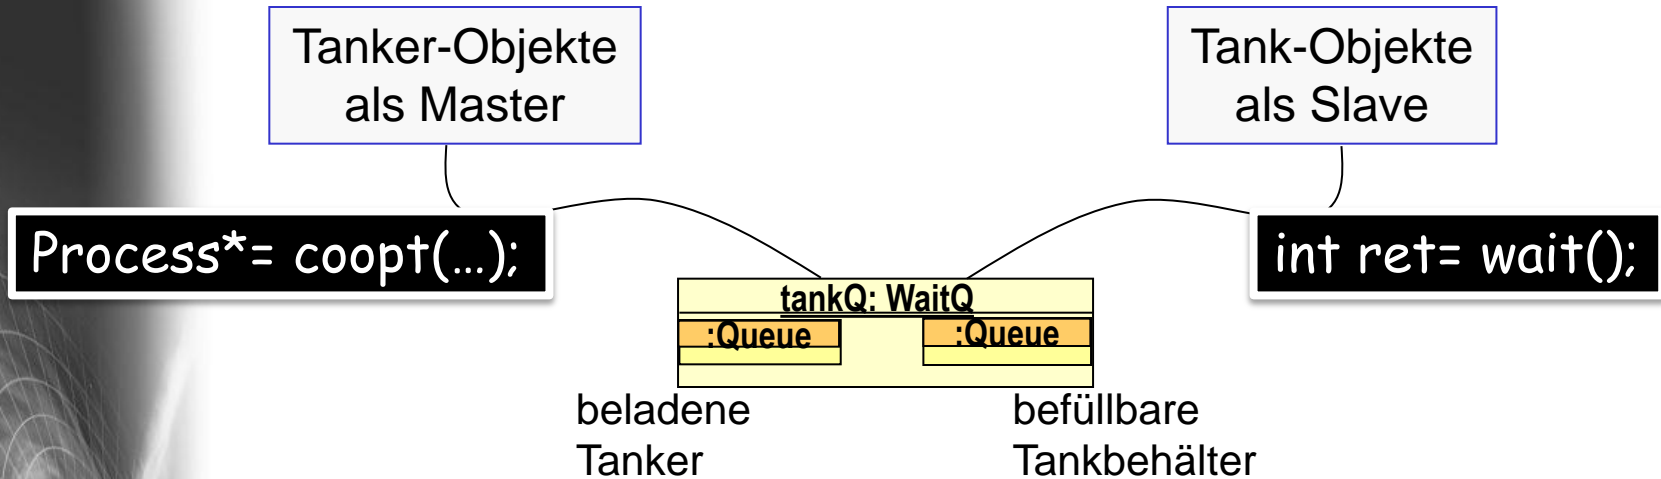 Tanker-Objekte
als Master
Tank-Objekte
als Slave
Process*= coopt(...);
int ret= wait();
tankQ: WaitQ
:Queue
:Queue
beladene
Tanker
befüllbare
Tankbehälter